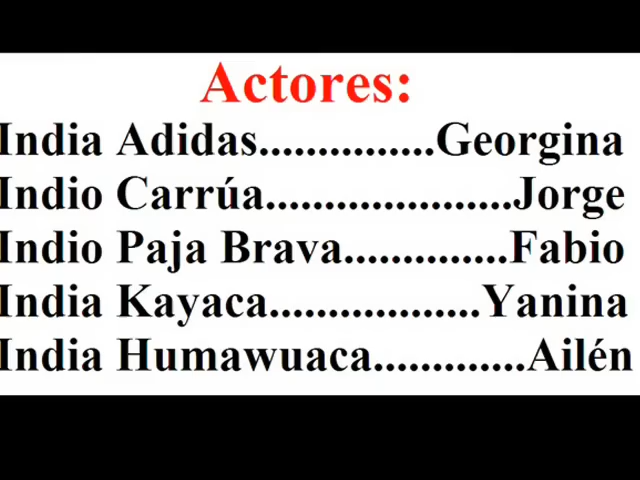 Actores:
India Adidas...............Georgina
Indio Carrúa.....................Jorge
Indio Paja Brava..............Fabio
India Kayaca..................Yanina
India Humawuaca.............Ailén